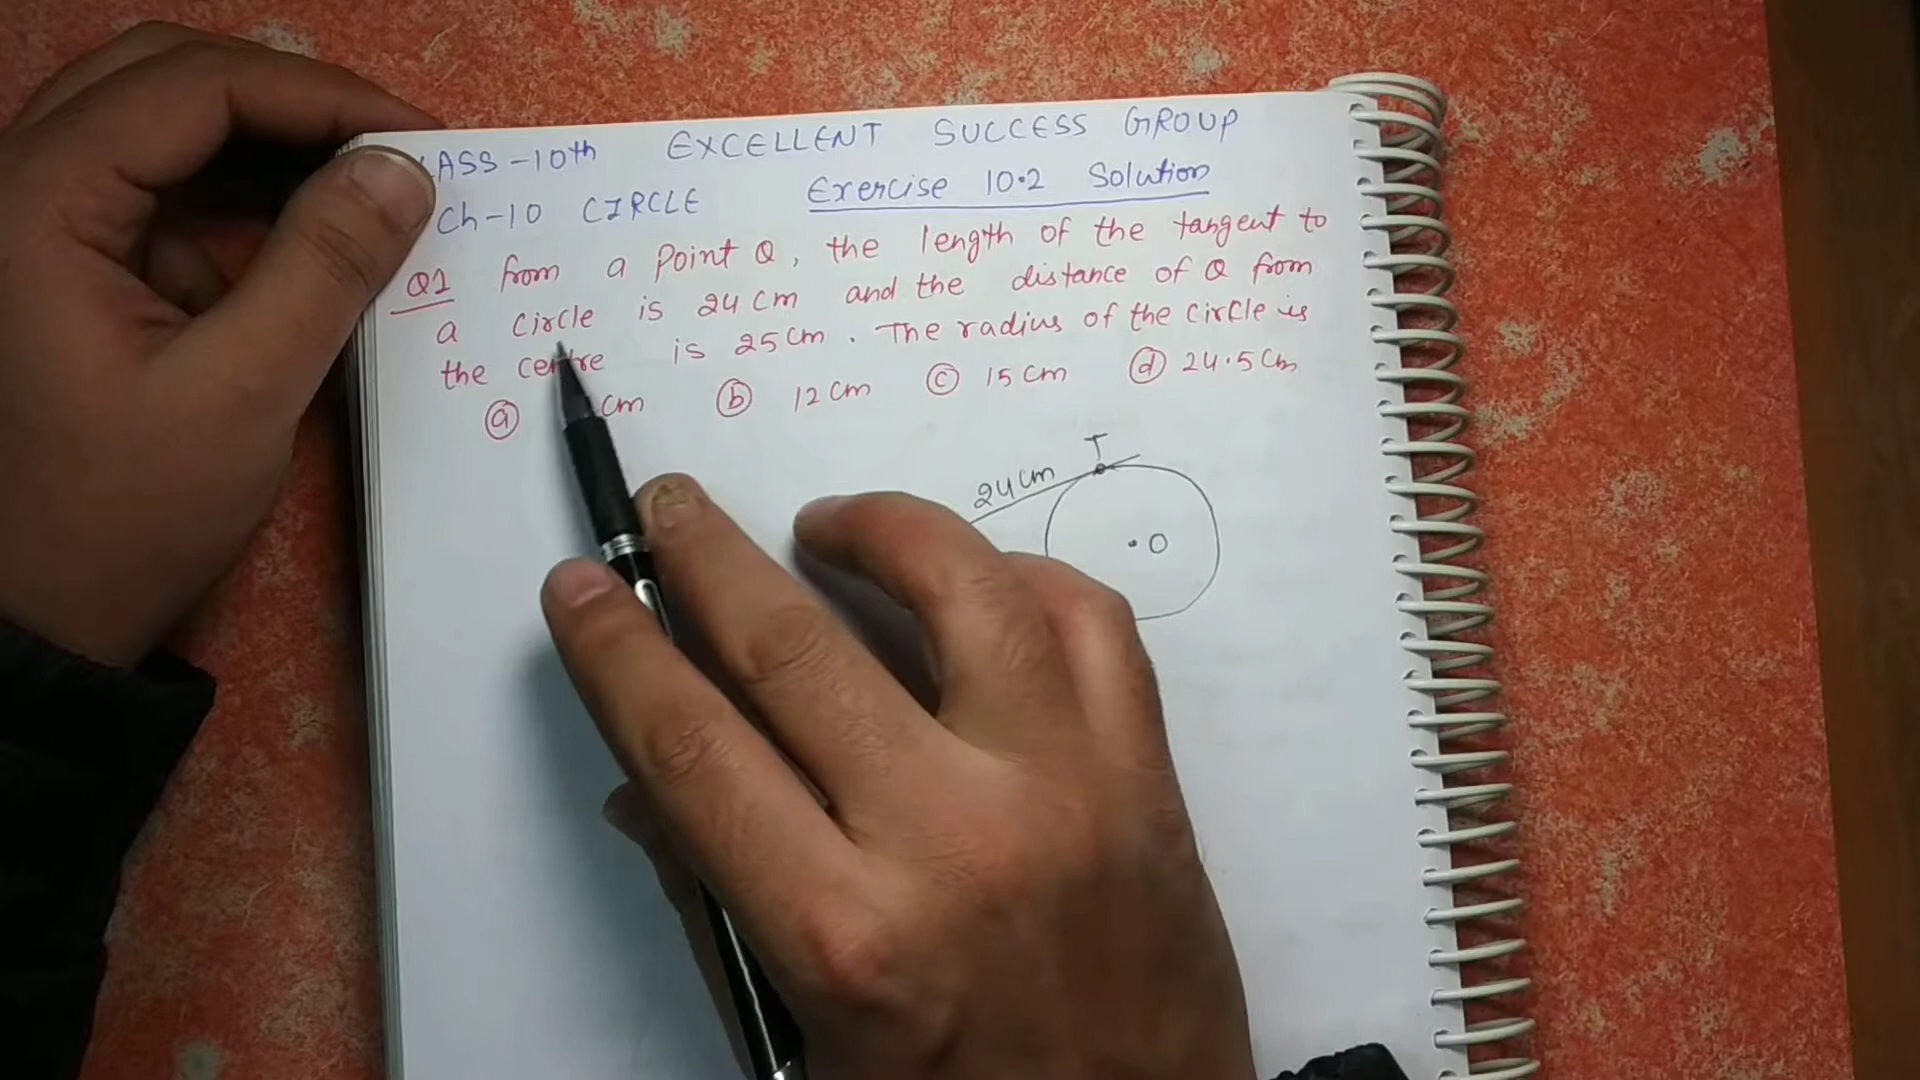 LASS-10th EXCELLENT SUCCESS GROUP
Ch-10 CIRCLE Exercise 10.2 Solution
Q1 from a point Q, the length of the tangent to
a circle is 24 cm and the distance of Q from
the centre is 25 cm. The radius of the circle is
(a) cm (b) 12 cm (c) 15 cm (d) 24.5 cm
T
24 cm
O